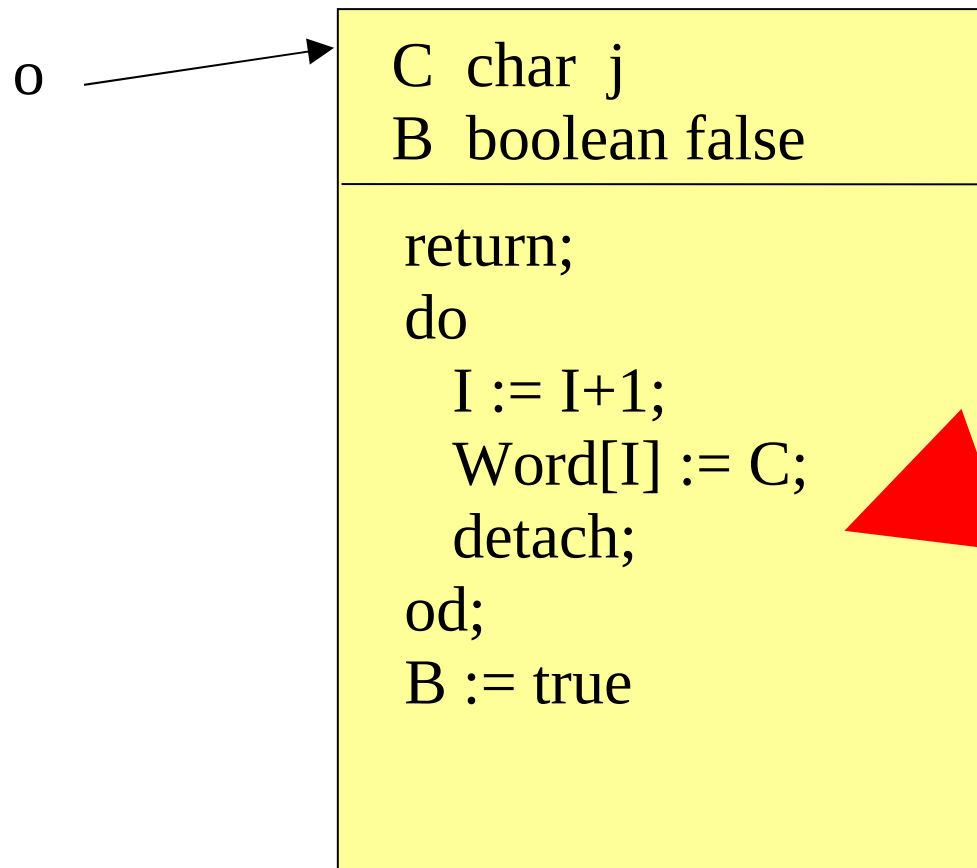 o
C char j
B boolean false
return;
do
I := I+1;
Word[I] := C;
detach;
od;
B := true